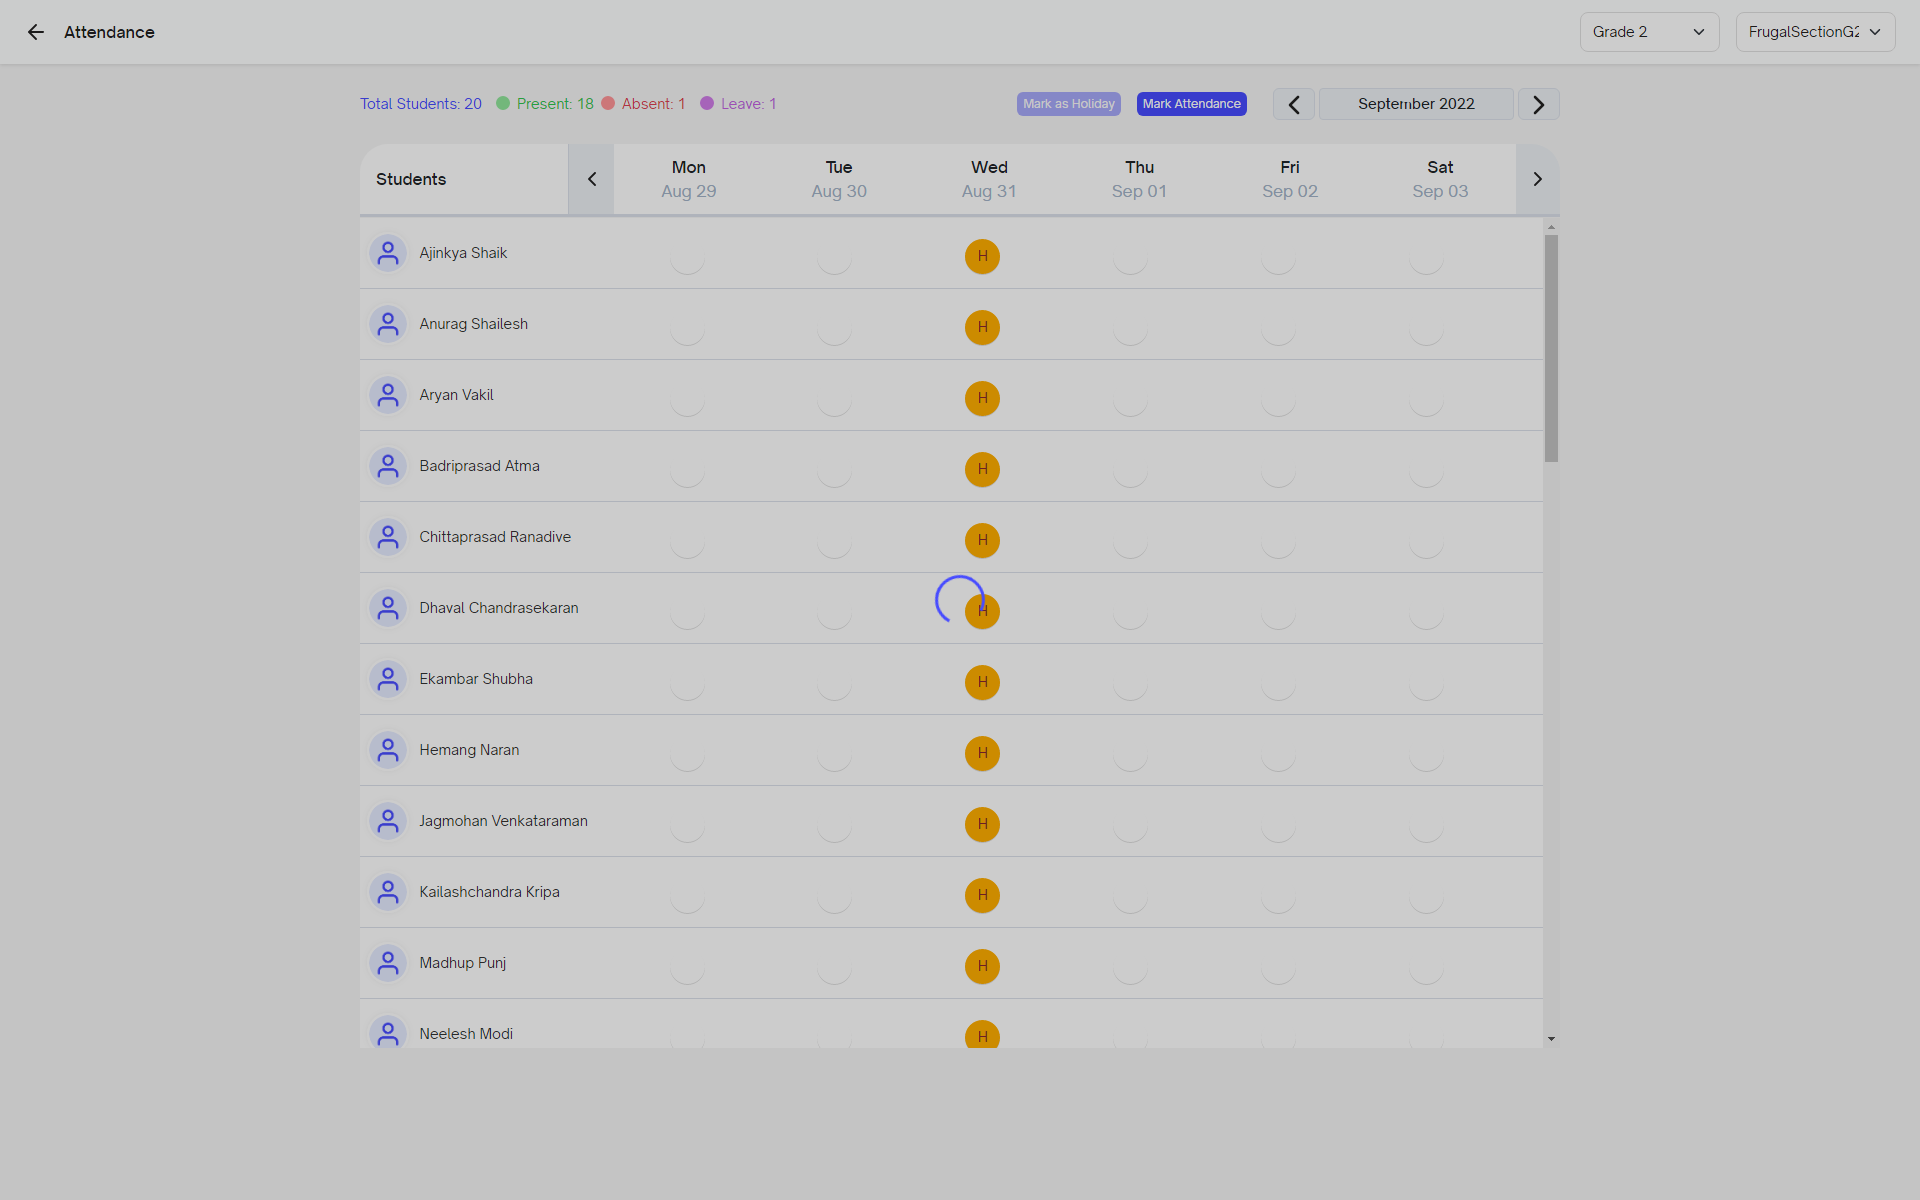 Attendance
Grade 2
FrugalSectionG2
Total Students: 20 Present: 18 Absent: 1 Leave: 1
Mark as Holiday
Mark Attendance
September 2022
Students
Mon Tue Wed Thu Fri Sat
Aug 29 Aug 30 Aug 31 Sep 01 Sep 02 Sep 03
Ajinkya Shaik H
Anurag Shailesh H
Aryan Vakil H
Badriprasad Atma H
Chittaprasad Ranadive H
Dhaval Chandrasekaran H
Ekambar Shubha H
Hemang Naran H
Jagmohan Venkataraman H
Kailashchandra Kripa H
Madhup Punj H
Neelesh Modi H